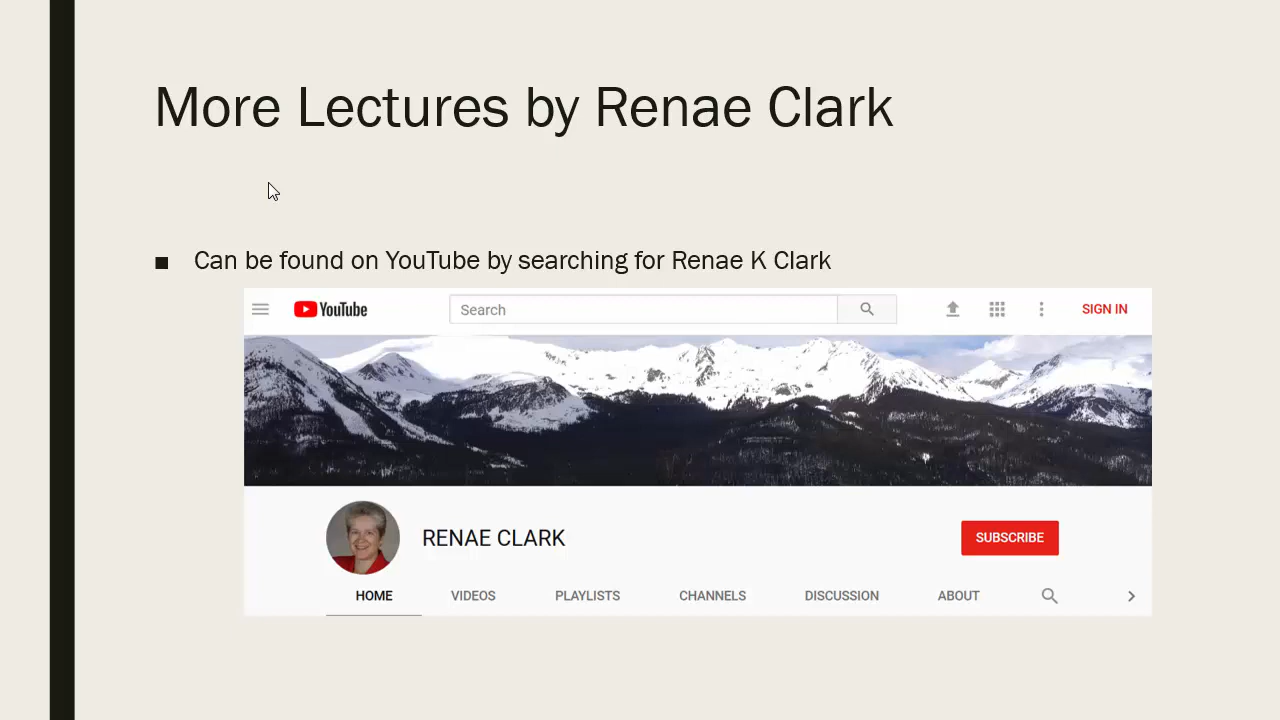 More Lectures by Renae Clark
■ Can be found on YouTube by searching for Renae K Clark
YouTube Search SIGN IN
RENAE CLARK SUBSCRIBE
HOME VIDEOS PLAYLISTS CHANNELS DISCUSSION ABOUT